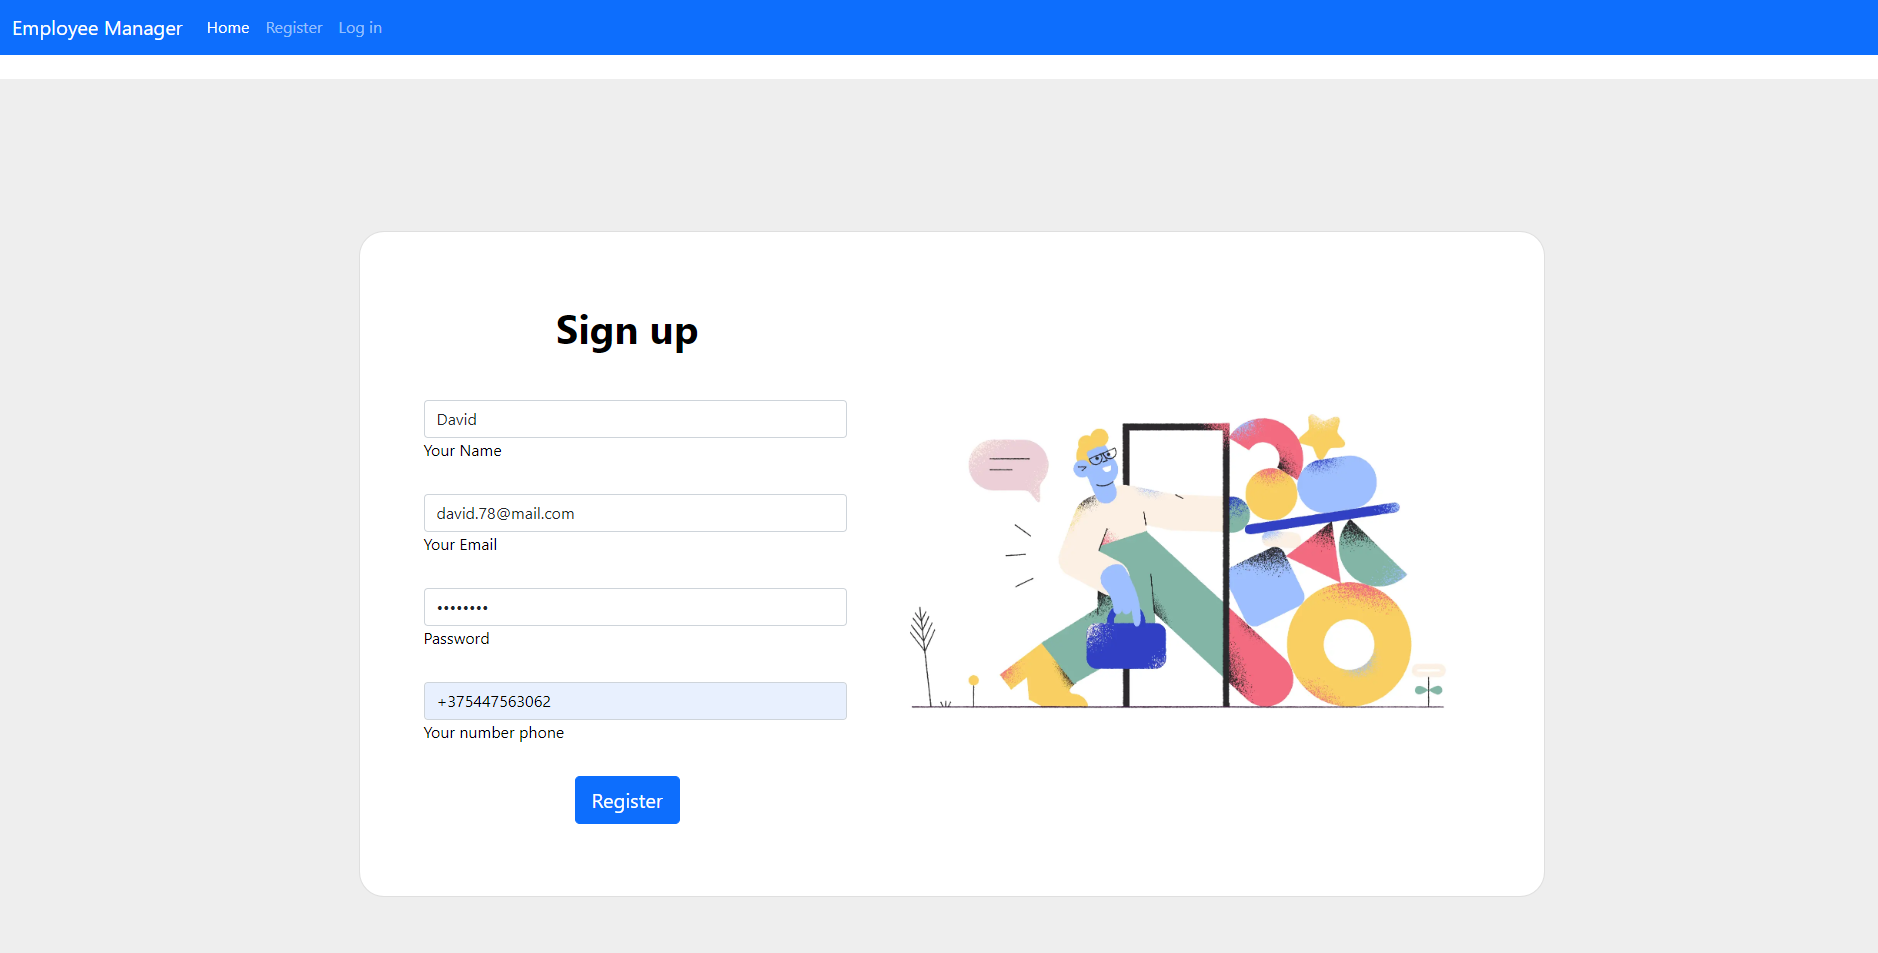 Employee Manager Home Register Log in
Sign up
David
Your Name
david.78@mail.com
Your Email
••••••••
Password
+375447563062
Your number phone
Register